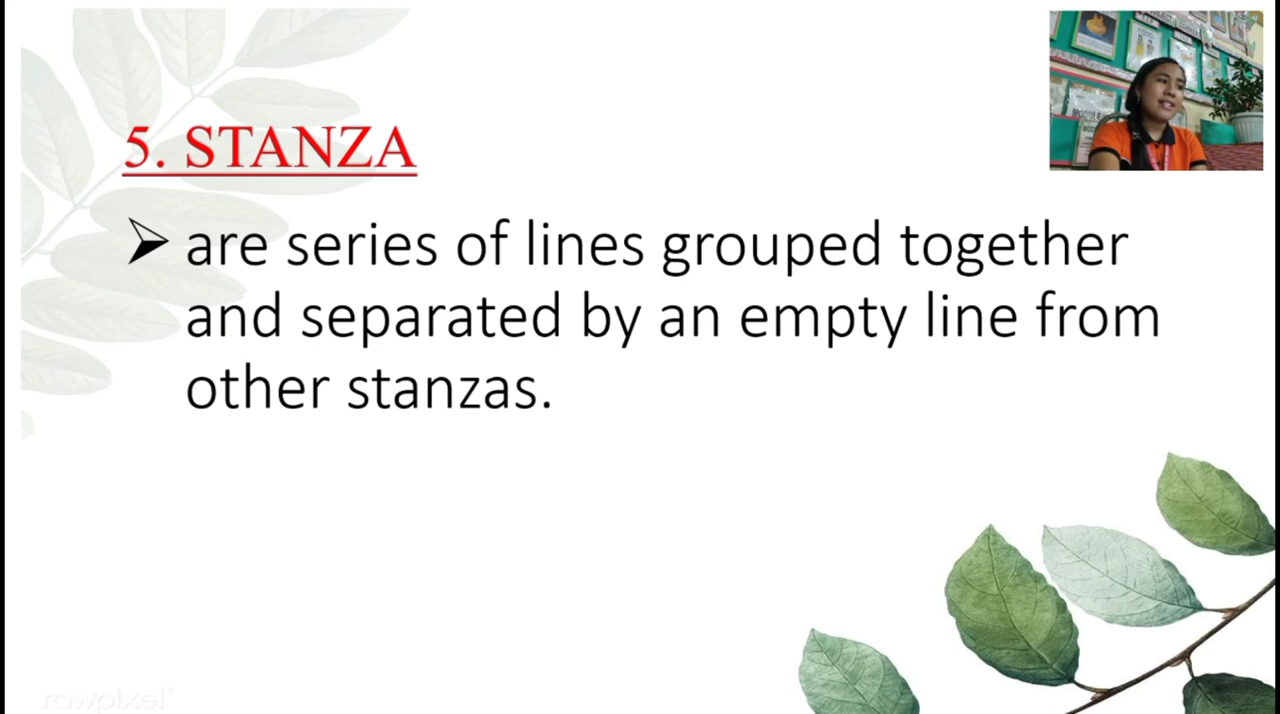 5. STANZA
are series of lines grouped together
and separated by an empty line from
other stanzas.
rawpixel